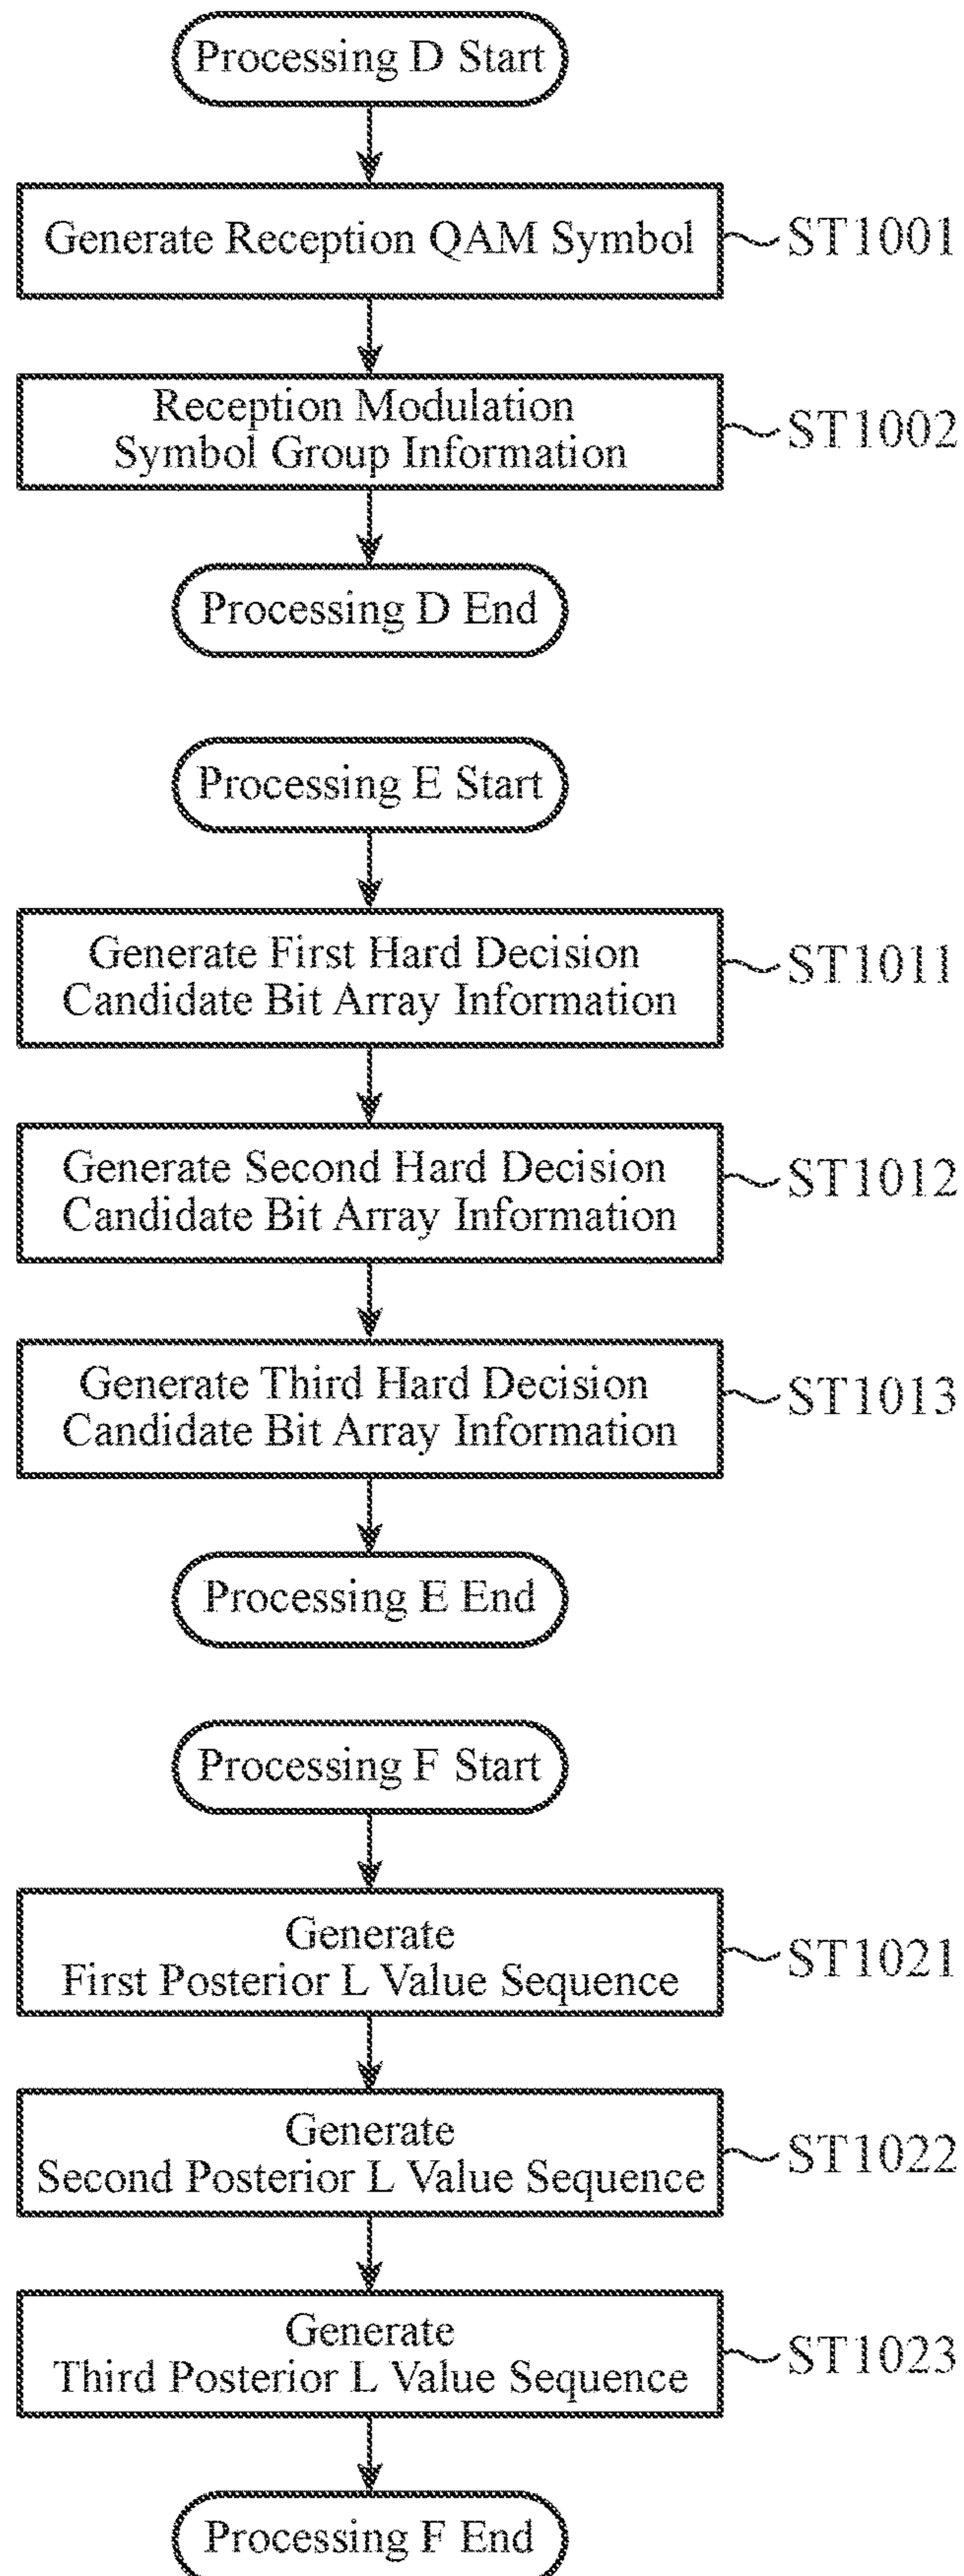 Processing D Start
Generate Reception QAM Symbol
ST1001
Reception Modulation
Symbol Group Information
ST1002
Processing D End
Processing E Start
Generate First Hard Decision
Candidate Bit Array Information
ST1011
Generate Second Hard Decision
Candidate Bit Array Information
ST1012
Generate Third Hard Decision
Candidate Bit Array Information
ST1013
Processing E End
Processing F Start
Generate
First Posterior L Value Sequence
ST1021
Generate
Second Posterior L Value Sequence
ST1022
Generate
Third Posterior L Value Sequence
ST1023
Processing F End